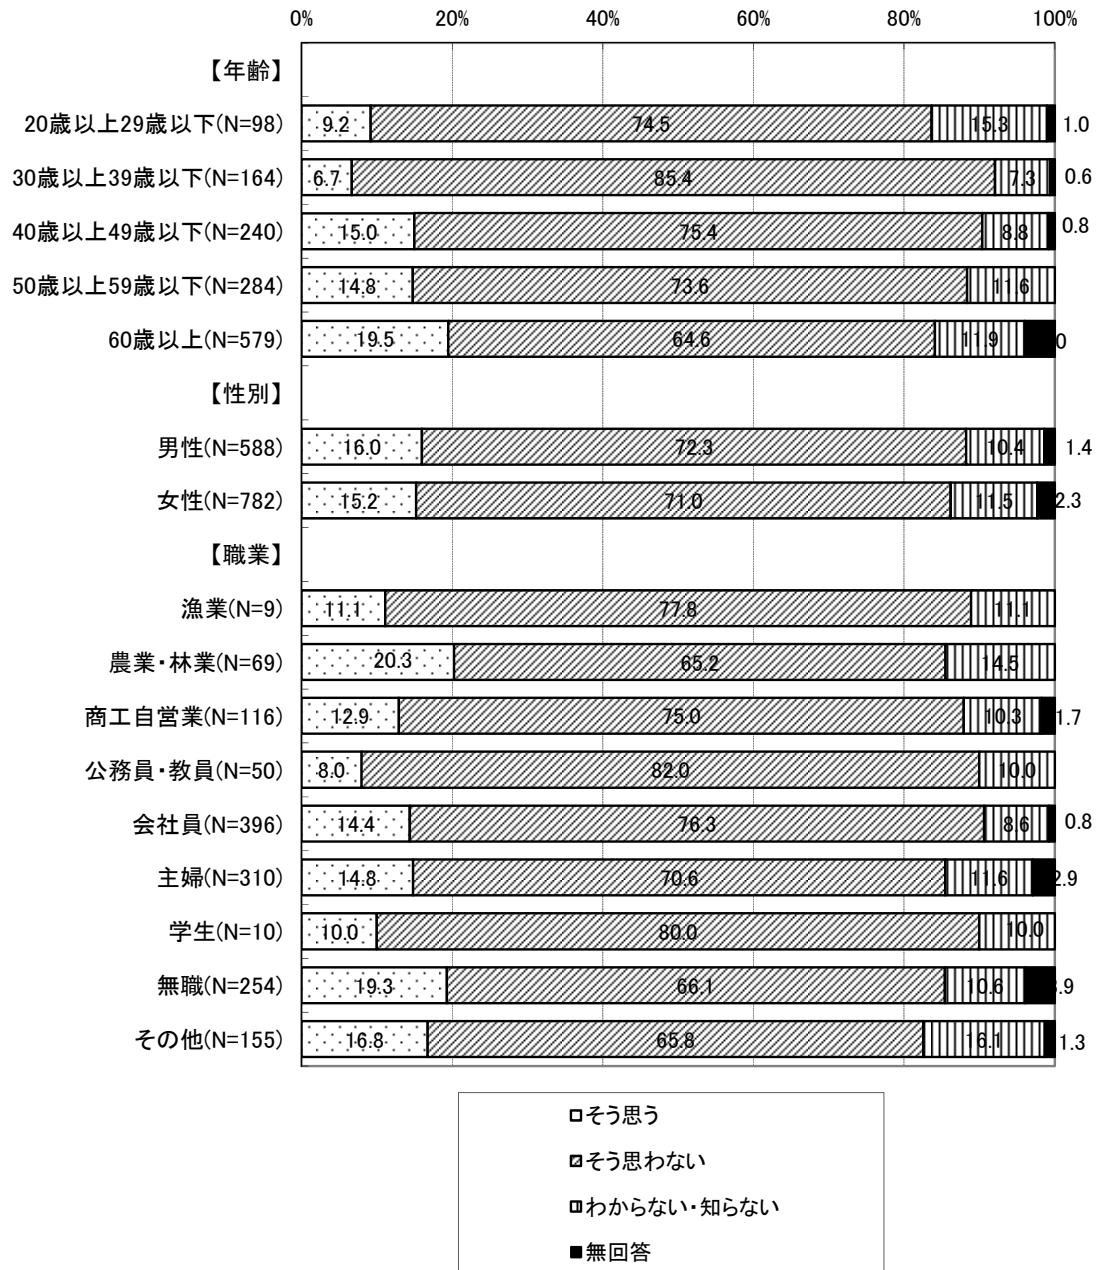 0% 20% 40% 60% 80% 100%
【年齢】
20歳以上29歳以下(N=98) 9.2 74.5 15.3 1.0
30歳以上39歳以下(N=164) 6.7 85.4 7.3 0.6
40歳以上49歳以下(N=240) 15.0 75.4 8.8 0.8
50歳以上59歳以下(N=284) 14.8 73.6 11.6
60歳以上(N=579) 19.5 64.6 11.9 0
【性別】
男性(N=588) 16.0 72.3 10.4 1.4
女性(N=782) 15.2 71.0 11.5 2.3
【職業】
漁業(N=9) 11.1 77.8 11.1
農業・林業(N=69) 20.3 65.2 14.5
商工自営業(N=116) 12.9 75.0 10.3 1.7
公務員・教員(N=50) 8.0 82.0 10.0
会社員(N=396) 14.4 76.3 8.6 0.8
主婦(N=310) 14.8 70.6 11.6 2.9
学生(N=10) 10.0 80.0 10.0
無職(N=254) 19.3 66.1 10.6 .9
その他(N=155) 16.8 65.8 16.1 1.3
そう思う
そう思わない
わからない・知らない
無回答